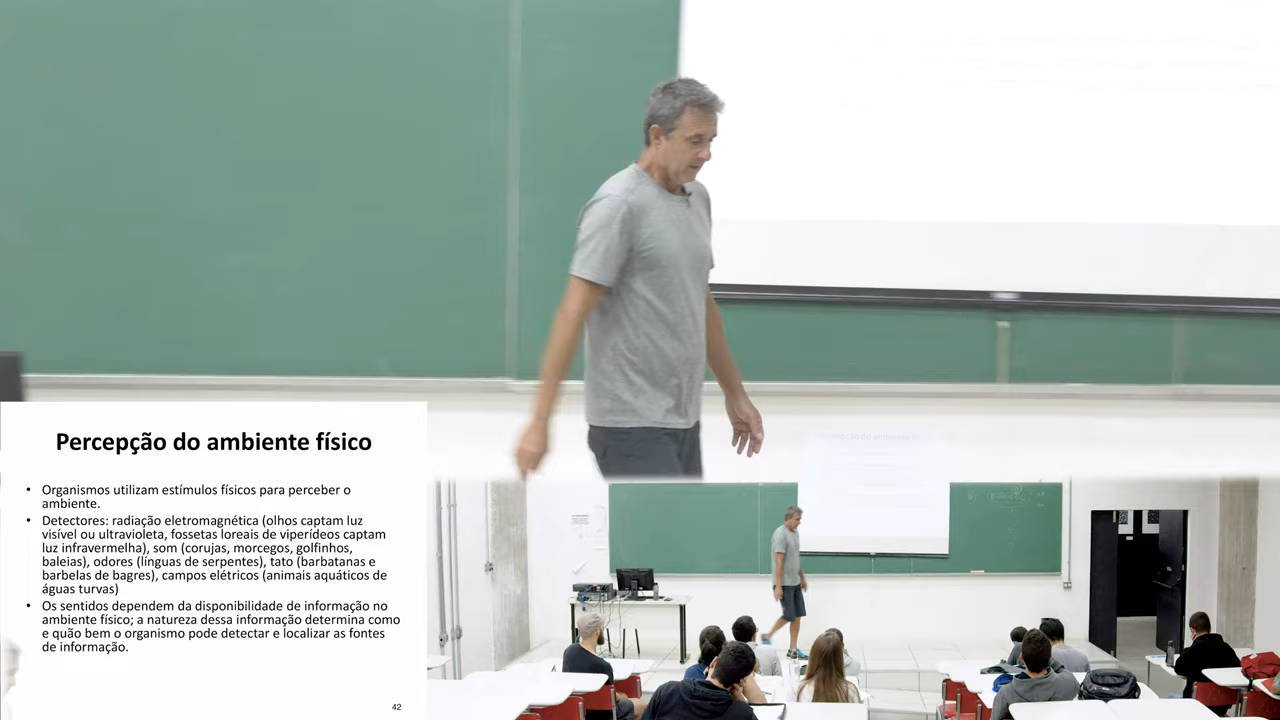 Percepção do ambiente físico
• Organismos utilizam estímulos físicos para perceber o
ambiente.
• Detectores: radiação eletromagnética (olhos captam luz
visível ou ultravioleta, fossetas loreais de viperídeos captam
luz infravermelha), som (corujas, morcegos, golfinhos,
baleias), odores (línguas de serpentes), tato (barbatanas e
barbelas de bagres), campos elétricos (animais aquáticos de
águas turvas)
• Os sentidos dependem da disponibilidade de informação no
ambiente físico; a natureza dessa informação determina como
e quão bem o organismo pode detectar e localizar as fontes
de informação.
42